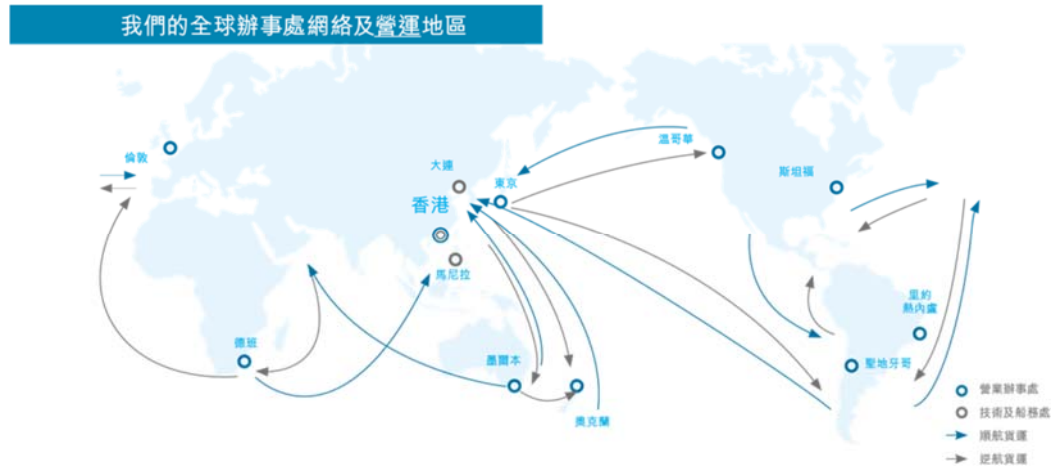 我們的全球辦事處網絡及營運地區
倫敦
大連
東京
香港
馬尼拉
溫哥華
斯坦福
里約
熱內盧
德班
墨爾本
奧克蘭
聖地牙哥
營業辦事處
技術及船務處
順航貨運
逆航貨運